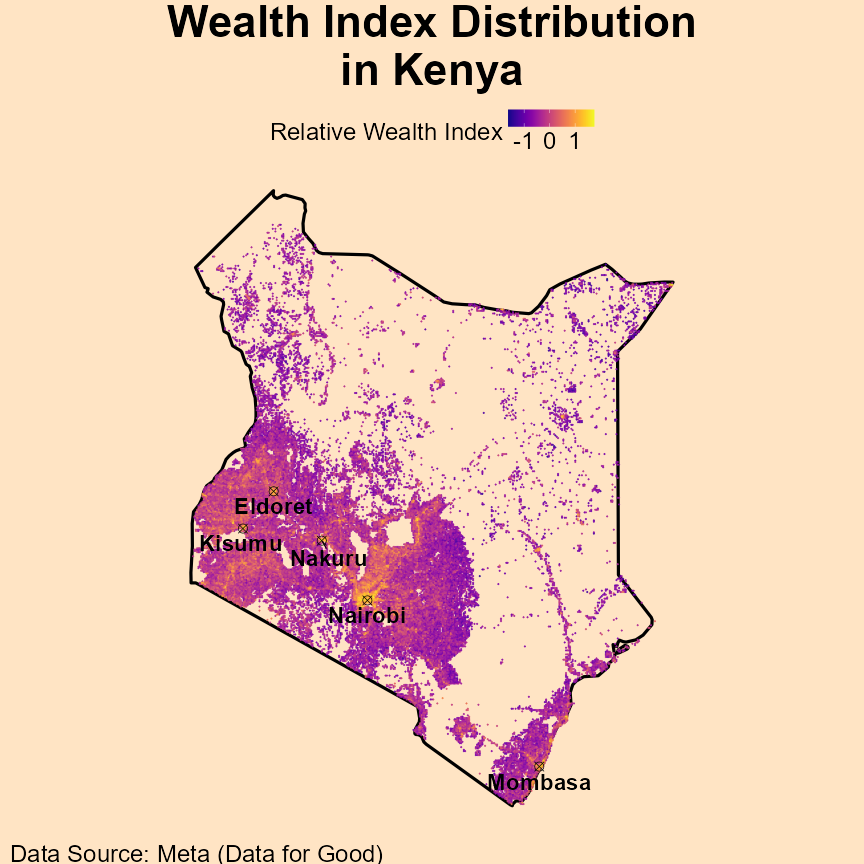 Wealth Index Distribution
in Kenya
Relative Wealth Index
-1 0 1
Eldoret
Kisumu
Nakuru
Nairobi
Mombasa
Data Source: Meta (Data for Good)